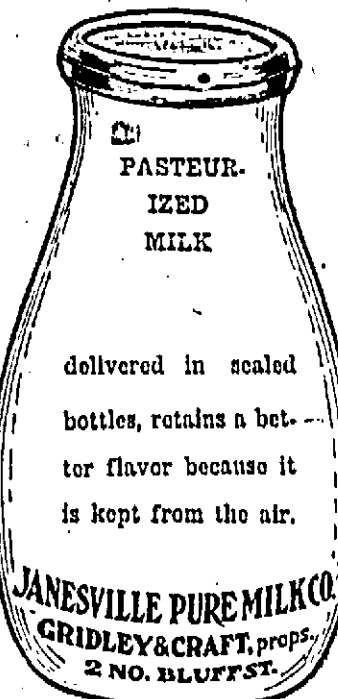 PASTEUR-
IZED
MILK
delivered in sealed
bottles, retains a bet-
ter flavor because it
is kept from the air.
JANESVILLE PURE MILK CO.
GRIDLEY & CRAFT, props.
2 NO. BLUFF ST.